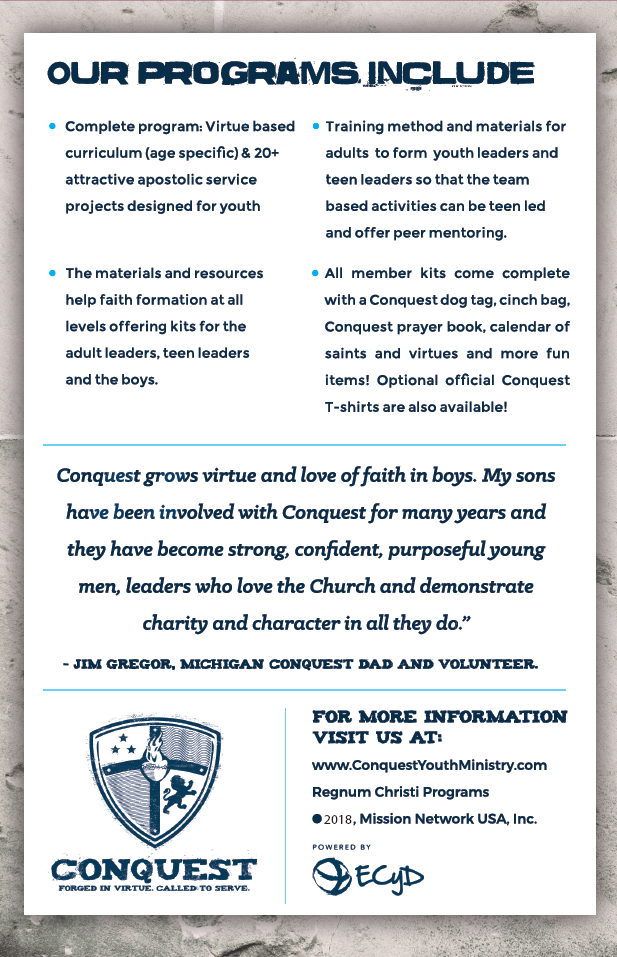 OUR PROGRAMS INCLUDE
• Complete program: Virtue based
curriculum (age specific) & 20+
attractive apostolic service
projects designed for youth
• Training method and materials for
adults to form youth leaders and
teen leaders so that the team
based activities can be teen led
and offer peer mentoring.
• The materials and resources
help faith formation at all
levels offering kits for the
adult leaders, teen leaders
and the boys.
• All member kits come complete
with a Conquest dog tag, cinch bag,
Conquest prayer book, calendar of
saints and virtues and more fun
items! Optional official Conquest
T-shirts are also available!
Conquest grows virtue and love of faith in boys. My sons
have been involved with Conquest for many years and
they have become strong, confident, purposeful young
men, leaders who love the Church and demonstrate
charity and character in all they do.”
- JIM GREGOR, MICHIGAN CONQUEST DAD AND VOLUNTEER.
CONQUEST
FORGED IN VIRTUE. CALLED TO SERVE.
FOR MORE INFORMATION
VISIT US AT:
www.ConquestYouthMinistry.com
Regnum Christi Programs
● 2018, Mission Network USA, Inc.
POWERED BY
ECyD